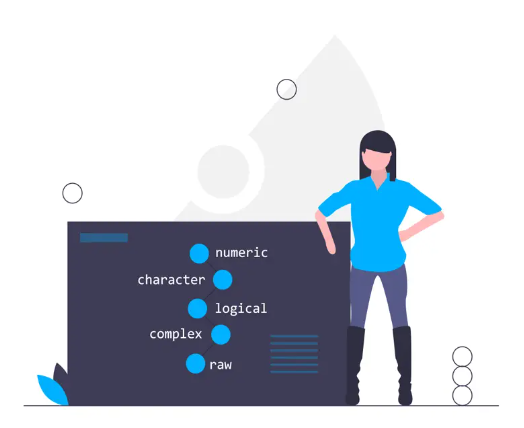 numeric
character
logical
complex
raw